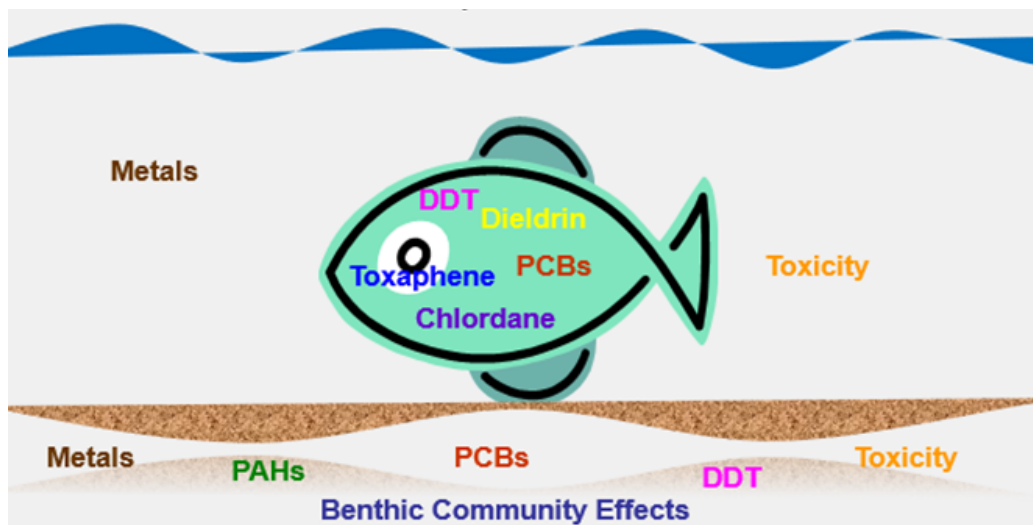 Metals
DDT
Dieldrin
Toxaphene
PCBs
Toxicity
Chlordane
Metals
PAHs
PCBs
DDT
Toxicity
Benthic Community Effects